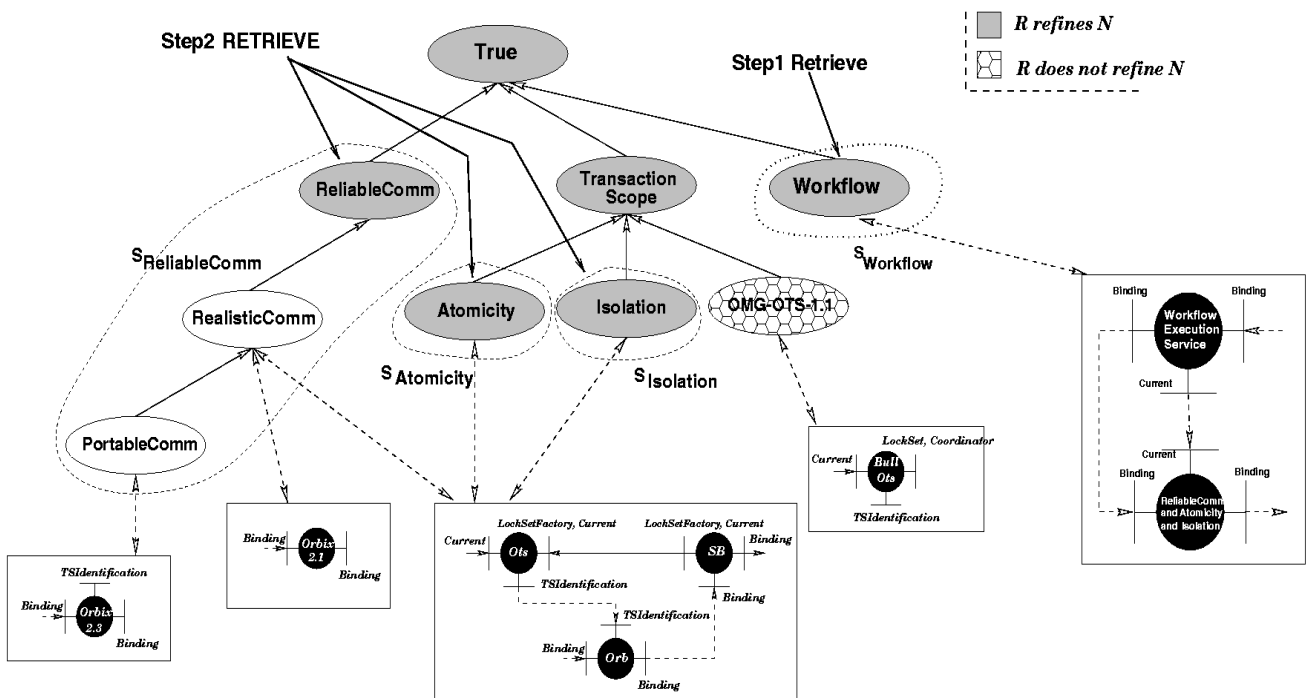 R refines N
Step2 RETRIEVE
True
Step1 Retrieve
R does not refine N
ReliableComm
Transaction
Scope
Workflow
SReliableComm
SWorkflow
RealisticComm
Atomicity
Isolation
OMG-OTS-1.1
SAtomicity
SIsolation
PortableComm
Binding
Binding
Workflow
Execution
Service
Current
Current
Binding
Binding
ReliableComm
and Atomicity
and Isolation
LockSet, Coordinator
Current
Bull
Ots
TSIdentification
Binding
Orbix
2.1
Binding
LockSetFactory, Current
LockSetFactory, Current
Current
Ots
SB
Binding
TSIdentification
Binding
TSIdentification
Binding
Orb
Binding
TSIdentification
Binding
Orbix
2.3
Binding